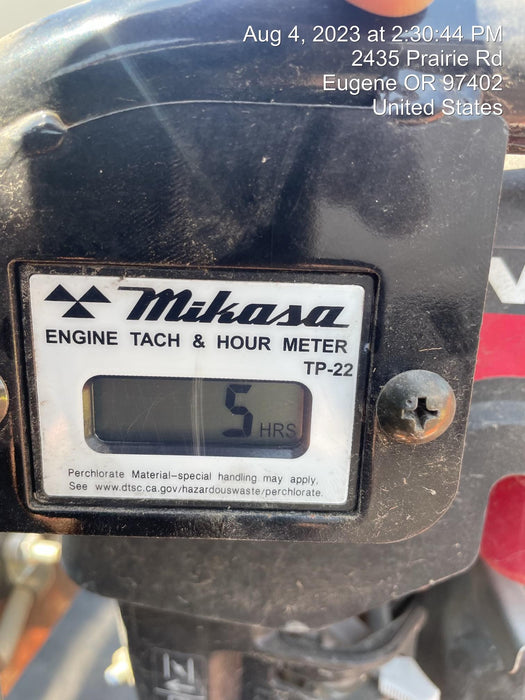 Aug 4, 2023 at 2:30:44 PM
2435 Prairie Rd
Eugene OR 97402
United States
Mikasa
ENGINE TACH & HOUR METER
TP-22
5 HRS
Perchlorate Material-special handling may apply.
See www.dtsc.ca.gov/hazardouswaste/perchlorate.